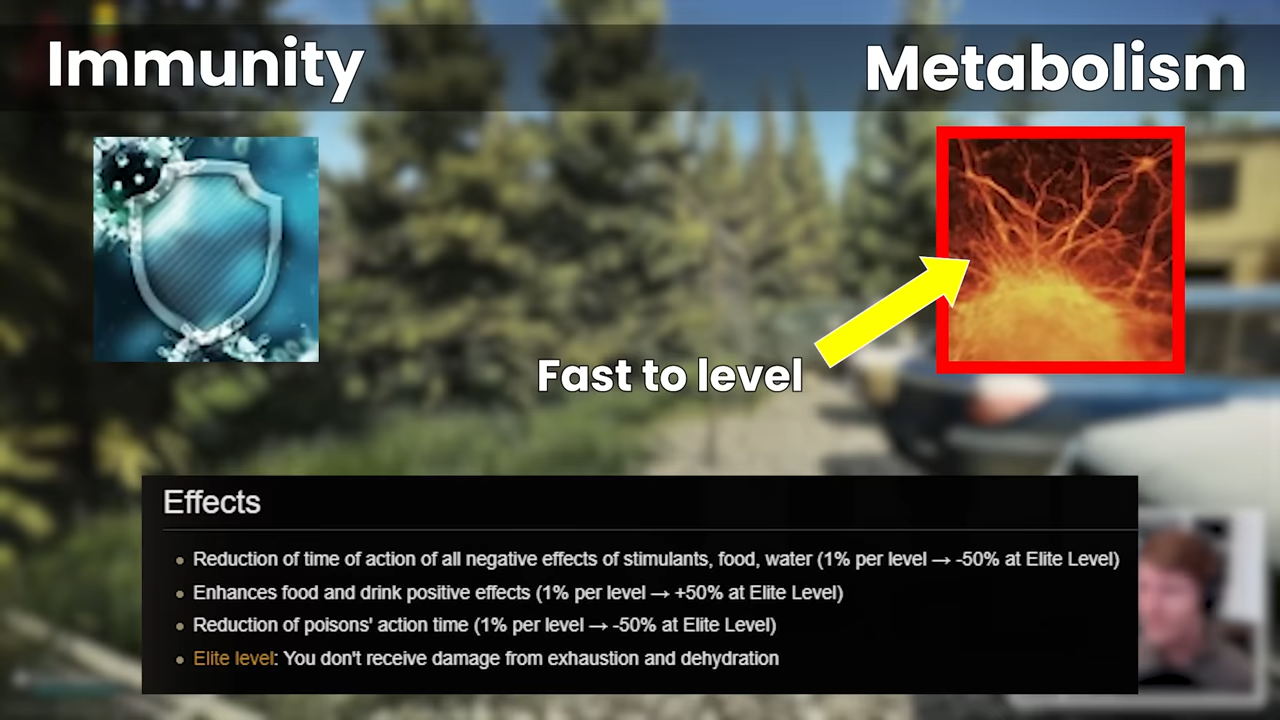 Immunity
Metabolism
Fast to level
Effects
Reduction of time of action of all negative effects of stimulants, food, water (1% per level → -50% at Elite Level)
Enhances food and drink positive effects (1% per level → +50% at Elite Level)
Reduction of poisons' action time (1% per level → -50% at Elite Level)
Elite level: You don't receive damage from exhaustion and dehydration